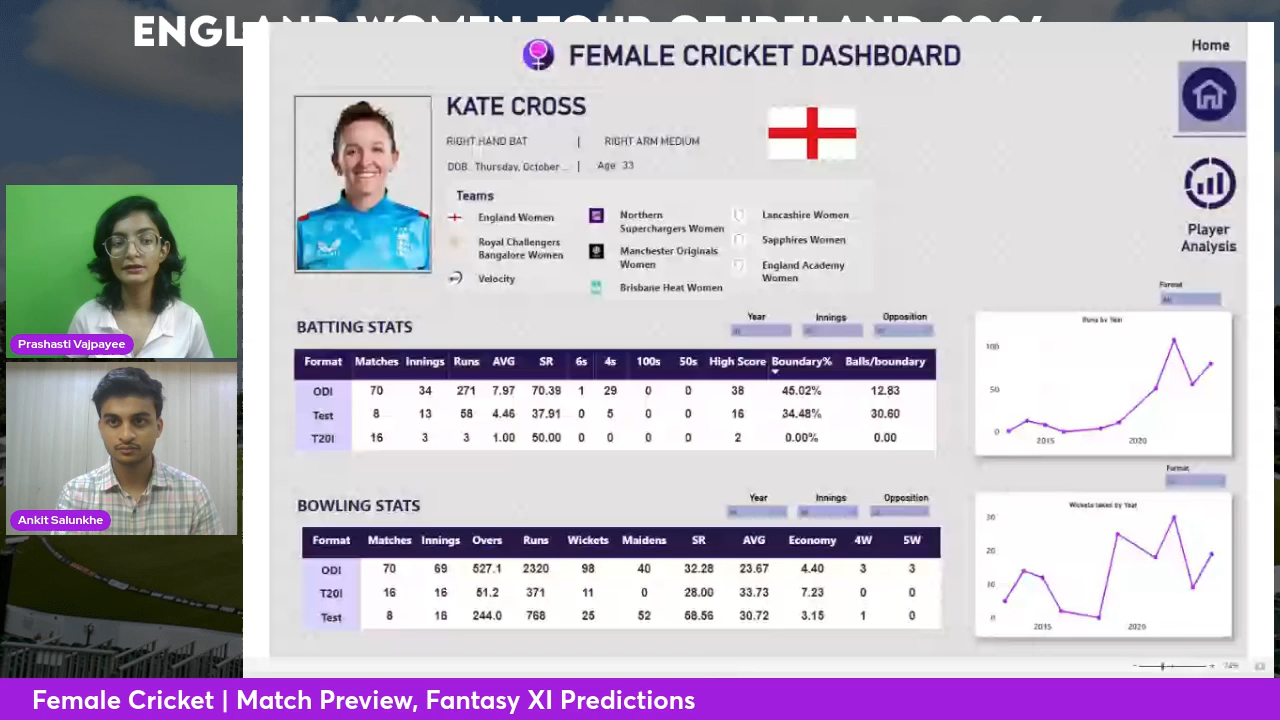 ENGLAND WOMEN TOUR OF IRELAND
FEMALE CRICKET DASHBOARD
Home
KATE CROSS
RIGHT HAND BAT | RIGHT ARM MEDIUM
DOB: Thursday, October ... | Age: 33
Teams
England Women
Royal Challengers
Bangalore Women
Velocity
Northern
Superchargers Women
Manchester Originals
Women
Brisbane Heat Women
Lancashire Women
Sapphires Women
England Academy
Women
Player
Analysis
Prashasti Vajpayee
Ankit Salunkhe
BATTING STATS
Year Innings Opposition
Format Matches Innings Runs AVG SR 6s 4s 100s 50s High Score Boundary% Balls/boundary
ODI 70 34 271 7.97 70.39 1 29 0 0 38 45.02% 12.83
Test 8 13 58 4.46 37.91 0 5 0 0 16 34.48% 30.60
T20I 16 3 3 1.00 50.00 0 0 0 0 2 0.00% 0.00
Format
Runs by Year
100
50
0
2015 2020
BOWLING STATS
Year Innings Opposition
Format Matches Innings Overs Runs Wickets Maidens SR AVG Economy 4W 5W
ODI 70 69 527.1 2320 98 40 32.28 23.67 4.40 3 3
T20I 16 16 51.2 371 11 0 28.00 33.73 7.23 0 0
Test 8 16 244.0 768 25 52 58.56 30.72 3.15 1 0
Format
Wickets taken by Year
30
20
10
0
2015 2020
74%
Female Cricket | Match Preview, Fantasy XI Predictions